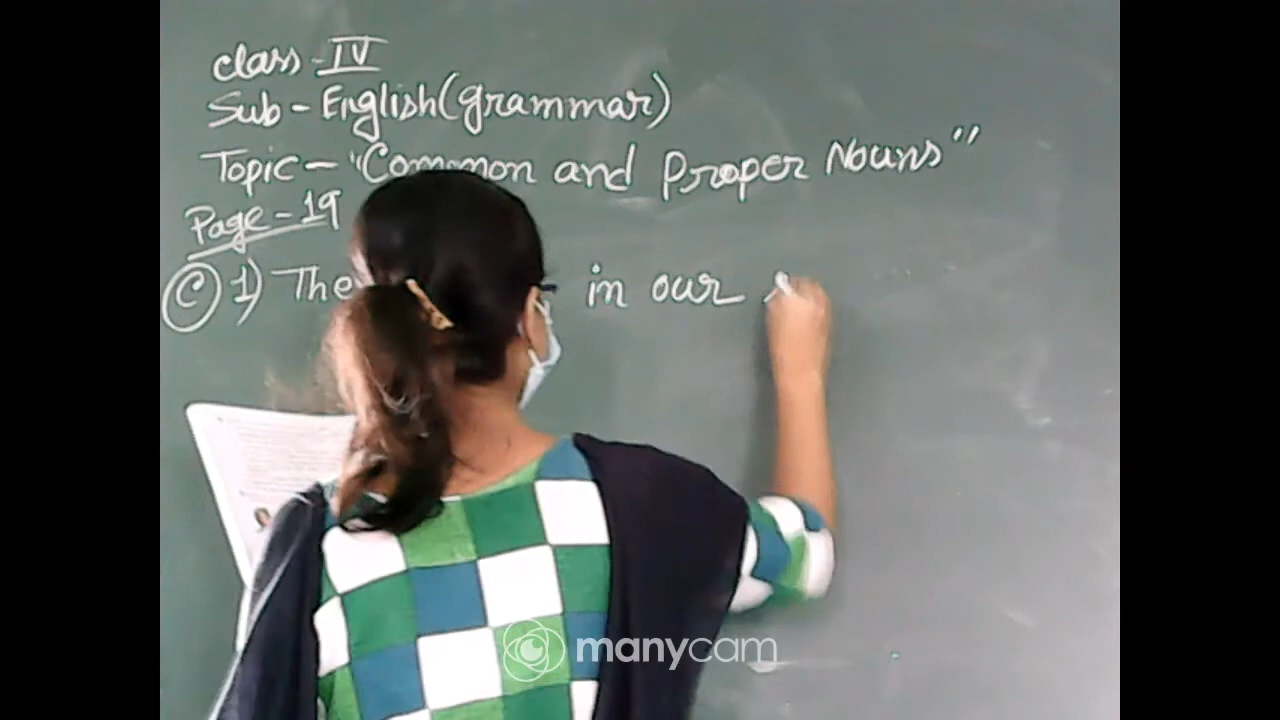 class - IV
Sub - English (grammar)
Topic - "Common and Proper Nouns"
Page - 19
C 1) The in our
manycam